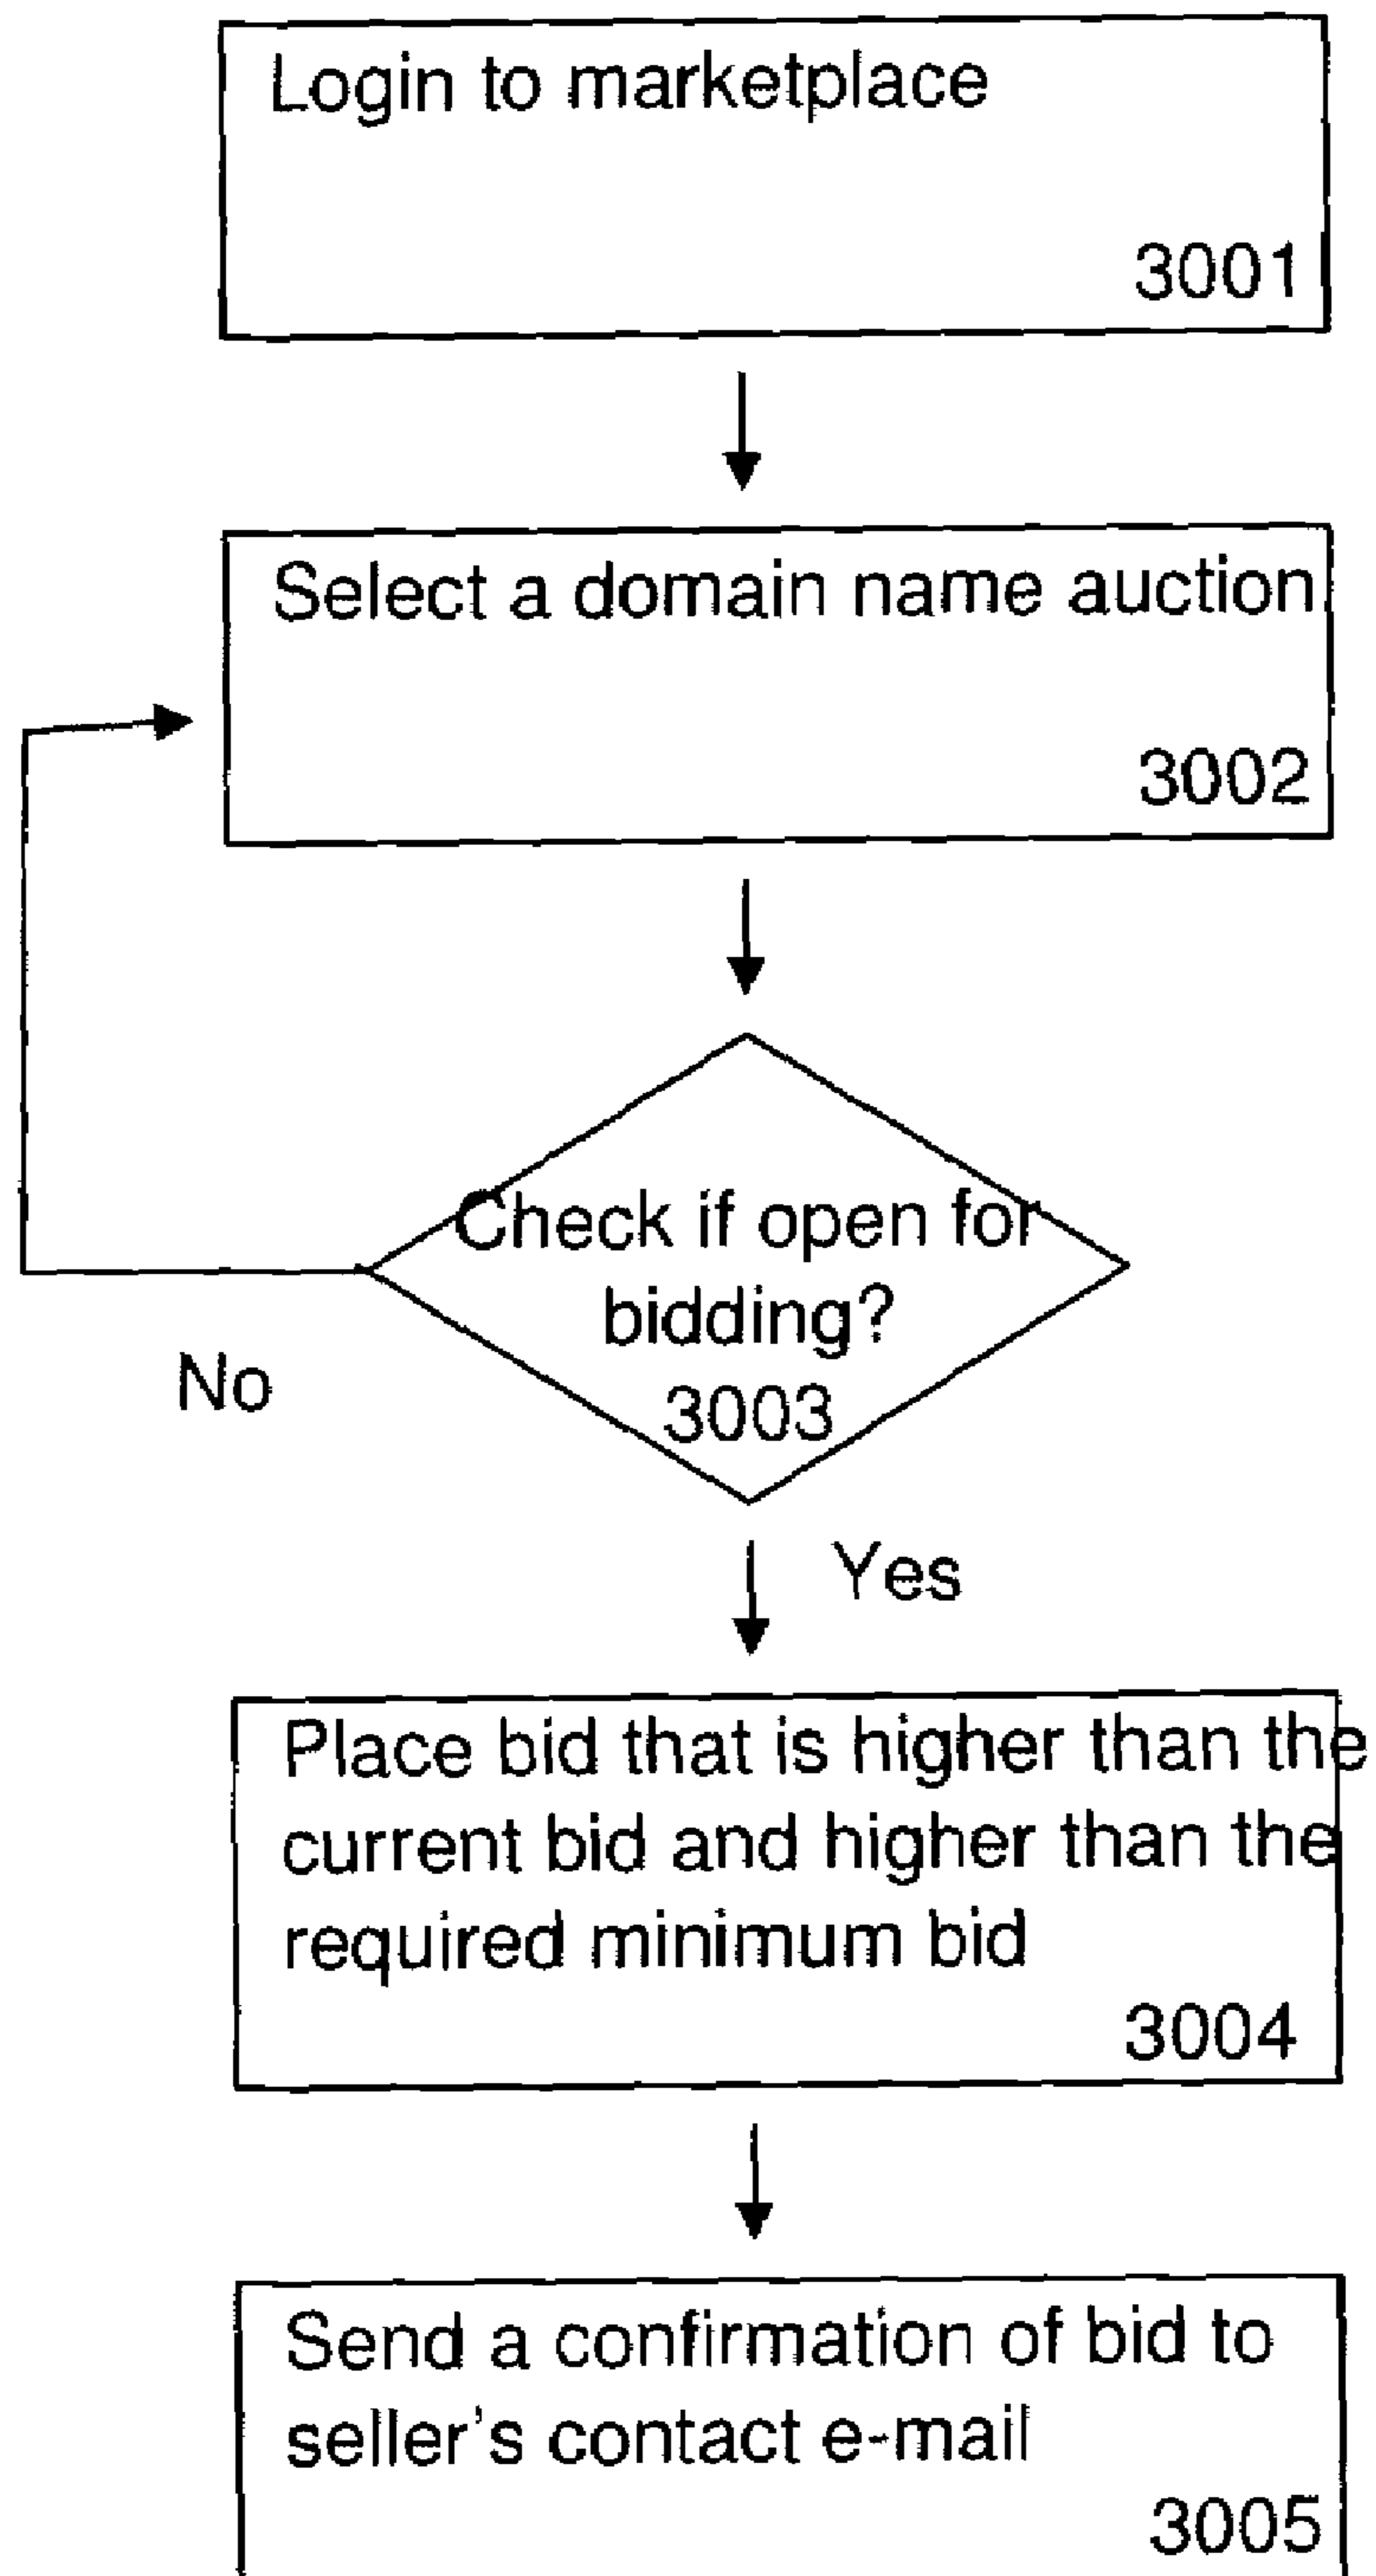 Login to marketplace
3001
Select a domain name auction
3002
Check if open for
bidding?
3003
No
Yes
Place bid that is higher than the
current bid and higher than the
required minimum bid
3004
Send a confirmation of bid to
seller's contact e-mail
3005